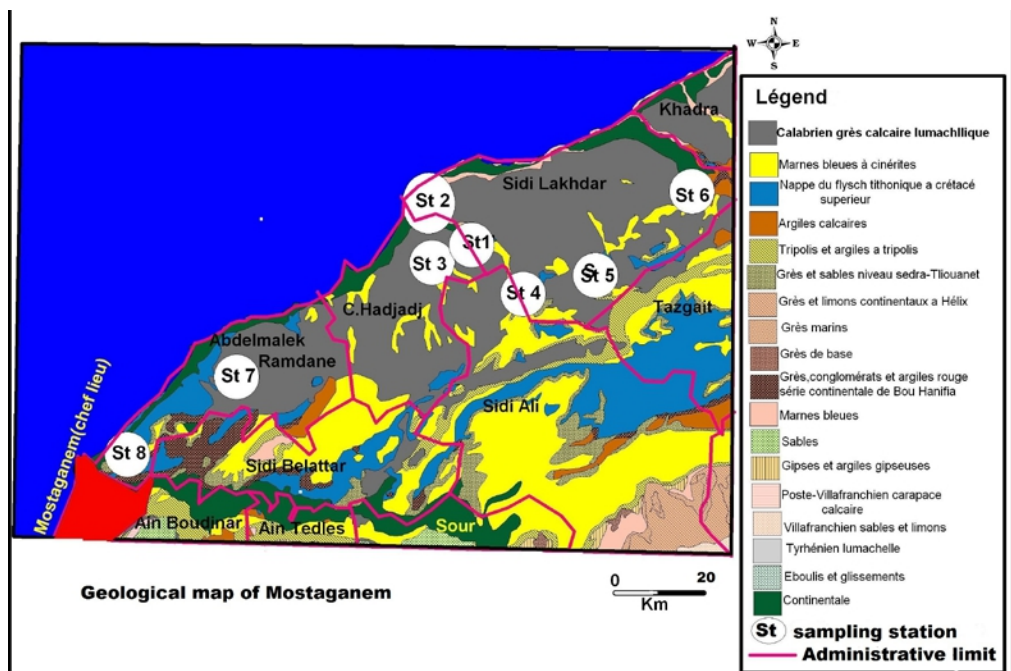 N
W E
S
Khadra
Sidi Lakhdar
St 2
St 6
St1
St 3
St 5
St 4
C.Hadjadj
Tazgait
Abdelmalek
Ramdane
St 7
Sidi Ali
St 8
Sidi Belattar
Mostaganem(chef lieu)
Ain Boudinar
Ain Tedles
Sour
Geological map of Mostaganem
0 20
Km
Légend
Calabrien grès calcaire lumachllique
Marnes bleues à cinérites
Nappe du flysch tithonique a crétacé
superieur
Argiles calcaires
Tripolis et argiles a tripolis
Grès et sables niveau sedra-Tliouanet
Grès et limons continentaux a Hélix
Grès marins
Grès de base
Grès,conglomérats et argiles rouge
série continentale de Bou Hanifia
Marnes bleues
Sables
Gipses et argiles gipseuses
Poste-Villafranchien carapace
calcaire
Villafranchien sables et limons
Tyrhénien lumachelle
Eboulis et glissements
Continentale
St sampling station
Administrative limit